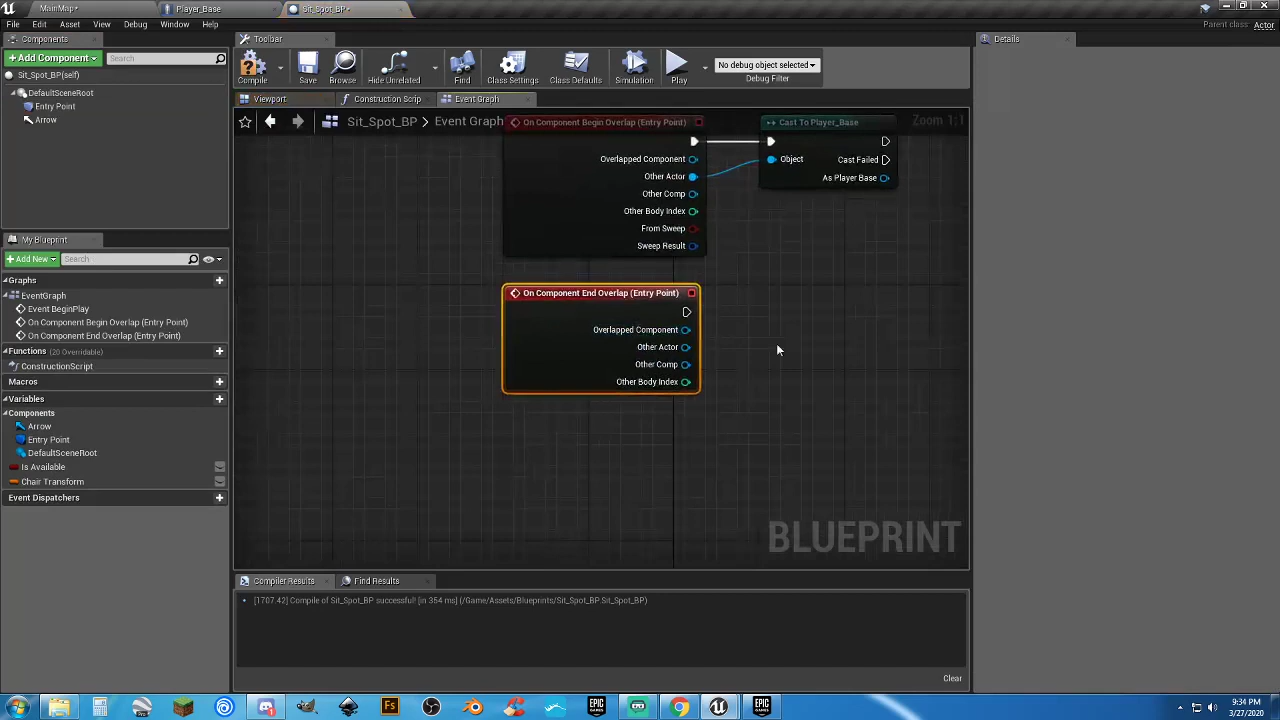 MainMap*
Player_Base
Sit_Spot_BP*
File
Edit
Asset
View
Debug
Window
Help
Parent class: Actor
Components
+ Add Component
Search
Sit_Spot_BP(self)
DefaultSceneRoot
Entry Point
Arrow
Toolbar
Compile
Save
Browse
Hide Unrelated
Find
Class Settings
Class Defaults
Simulation
Play
No debug object selected
Debug Filter
Details
Viewport
Construction Scrip
Event Graph
Sit_Spot_BP > Event Graph
Zoom 1:1
On Component Begin Overlap (Entry Point)
Overlapped Component
Other Actor
Other Comp
Other Body Index
From Sweep
Sweep Result
Cast To Player_Base
Object
Cast Failed
As Player Base
On Component End Overlap (Entry Point)
Overlapped Component
Other Actor
Other Comp
Other Body Index
BLUEPRINT
My Blueprint
+ Add New
Search
Graphs
EventGraph
Event BeginPlay
On Component Begin Overlap (Entry Point)
On Component End Overlap (Entry Point)
Functions (20 Overridable)
ConstructionScript
Macros
Variables
Components
Arrow
Entry Point
DefaultSceneRoot
Is Available
Chair Transform
Event Dispatchers
Compiler Results
Find Results
[1707.42] Compile of Sit_Spot_BP successful! [in 354 ms] (/Game/Assets/Blueprints/Sit_Spot_BP.Sit_Spot_BP)
Clear
Fs
EPIC GAMES
EPIC GAMES
9:34 PM
3/27/2020